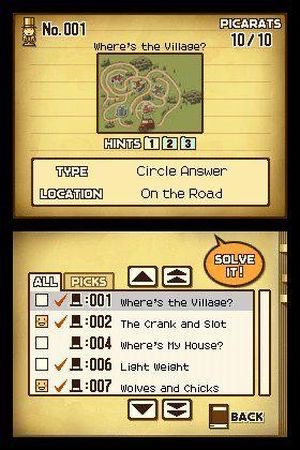 No.001
PICARATS
10/10
Where's the Village?
HINTS 1 2 3
TYPE Circle Answer
LOCATION On the Road
SOLVE IT!
ALL PICKS
:001 Where's the Village?
:002 The Crank and Slot
:004 Where's My House?
:006 Light Weight
:007 Wolves and Chicks
BACK